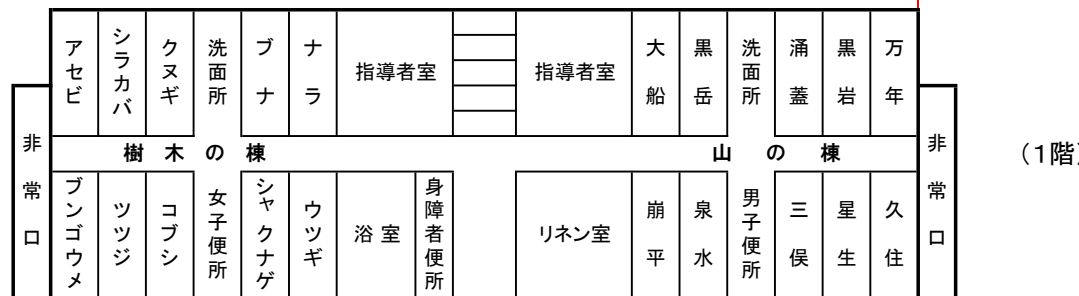 アセビ
シラカバ
クヌギ
洗面所
ブナ
ナラ
指導者室
指導者室
大船
黒岳
洗面所
涌蓋
黒岩
万年
非常口
樹木の棟
山の棟
非常口
（1階）
ブンゴウメ
ツツジ
コブシ
女子便所
シャクナゲ
ウツギ
浴室
身障者便所
リネン室
崩平
泉水
男子便所
三俣
星生
久住